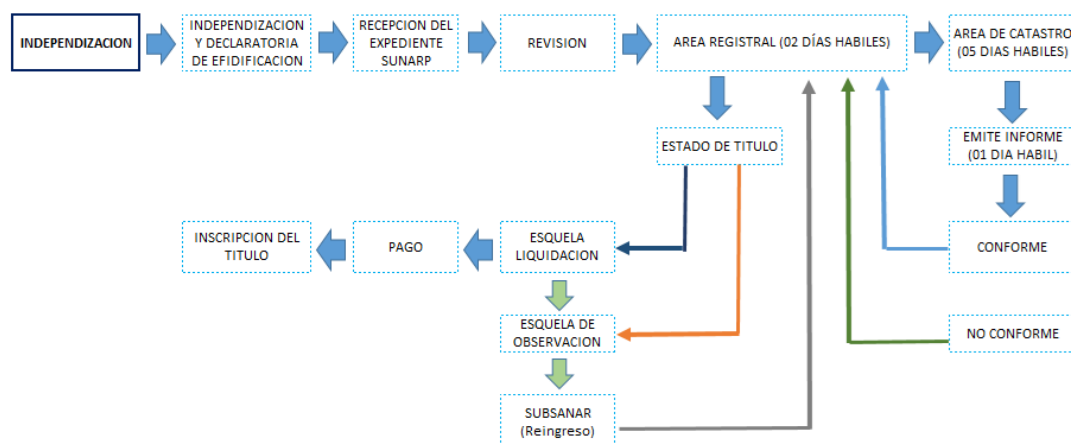 INDEPENDIZACION
INDEPENDIZACION
Y DECLARATORIA
DE EFIDIFICACION
RECEPCION DEL
EXPEDIENTE
SUNARP
REVISION
AREA REGISTRAL (02 DÍAS HABILES)
AREA DE CATASTRO
(05 DIAS HABILES)
ESTADO DE TITULO
EMITE INFORME
(01 DIA HABIL)
INSCRIPCION DEL
TITULO
PAGO
ESQUELA
LIQUIDACION
CONFORME
ESQUELA DE
OBSERVACION
NO CONFORME
SUBSANAR
(Reingreso)